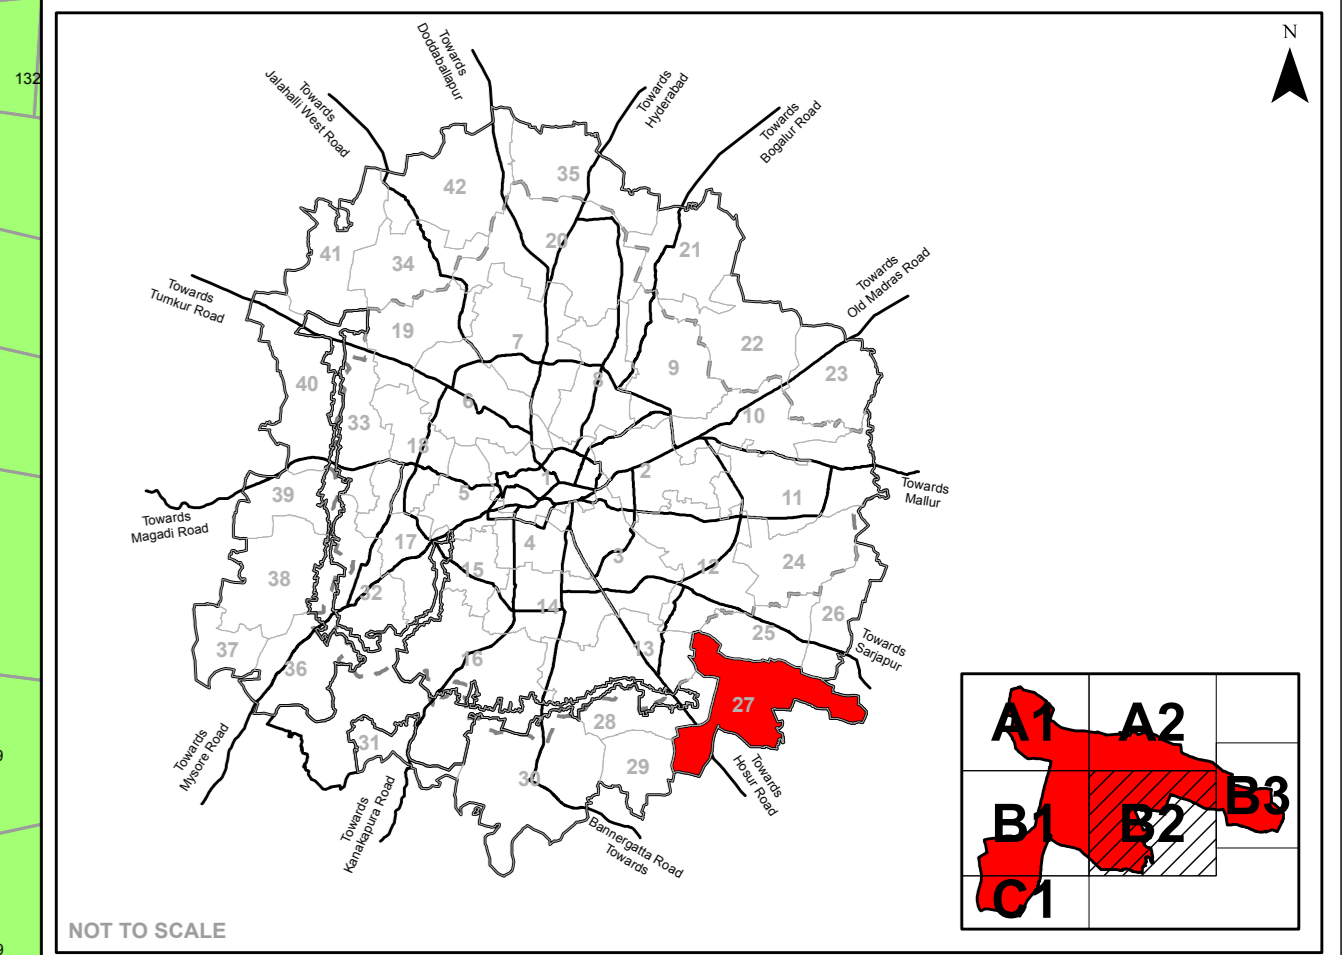 132
N
Towards
Doddaballapur
Towards
Jalahalli West Road
Towards
Hyderabad
Towards
Bogalur Road
35
42
20
21
41
34
Towards
Old Madras Road
Towards
Tumkur Road
19
7
22
9
8
23
40
6
10
33
18
2
1
Towards
Mallur
39
5
11
Towards
Magadi Road
17
4
3
12
24
15
38
32
14
26
25
13
Towards
Sarjapur
37
16
36
27
28
31
29
30
Towards
Mysore Road
Towards
Kanakapura Road
Bannergatta Road
Towards
Towards
Hosur Road
A1
A2
B1
B2
B3
C1
9
NOT TO SCALE
9